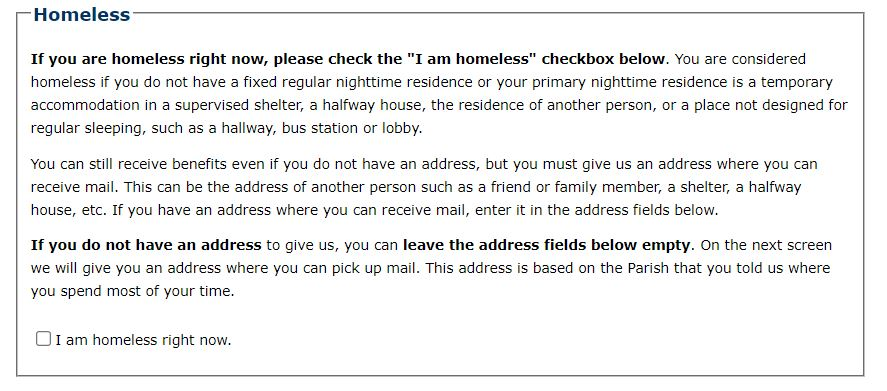 Homeless
If you are homeless right now, please check the "I am homeless" checkbox below. You are considered
homeless if you do not have a fixed regular nighttime residence or your primary nighttime residence is a temporary
accommodation in a supervised shelter, a halfway house, the residence of another person, or a place not designed for
regular sleeping, such as a hallway, bus station or lobby.
You can still receive benefits even if you do not have an address, but you must give us an address where you can
receive mail. This can be the address of another person such as a friend or family member, a shelter, a halfway
house, etc. If you have an address where you can receive mail, enter it in the address fields below.
If you do not have an address to give us, you can leave the address fields below empty. On the next screen
we will give you an address where you can pick up mail. This address is based on the Parish that you told us where
you spend most of your time.
I am homeless right now.